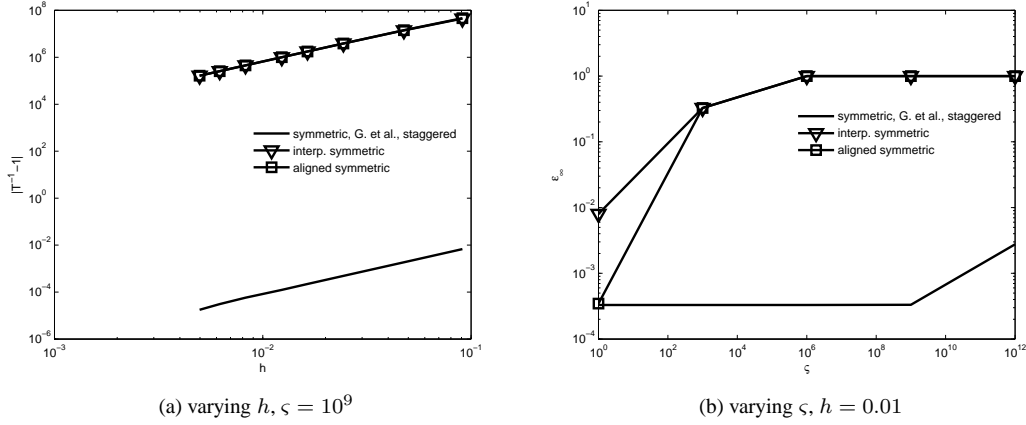 10^8
10^6
10^4
10^2
10^0
10^−2
10^−4
10^−6
|T^−1−1|
10^−3
10^−2
10^−1
h
symmetric, G. et al., staggered
interp. symmetric
aligned symmetric
(a) varying h, ς = 10^9
10^1
10^0
10^−1
10^−2
10^−3
10^−4
ε_∞
10^0
10^2
10^4
10^6
10^8
10^10
10^12
ς
symmetric, G. et al., staggered
interp. symmetric
aligned symmetric
(b) varying ς, h = 0.01